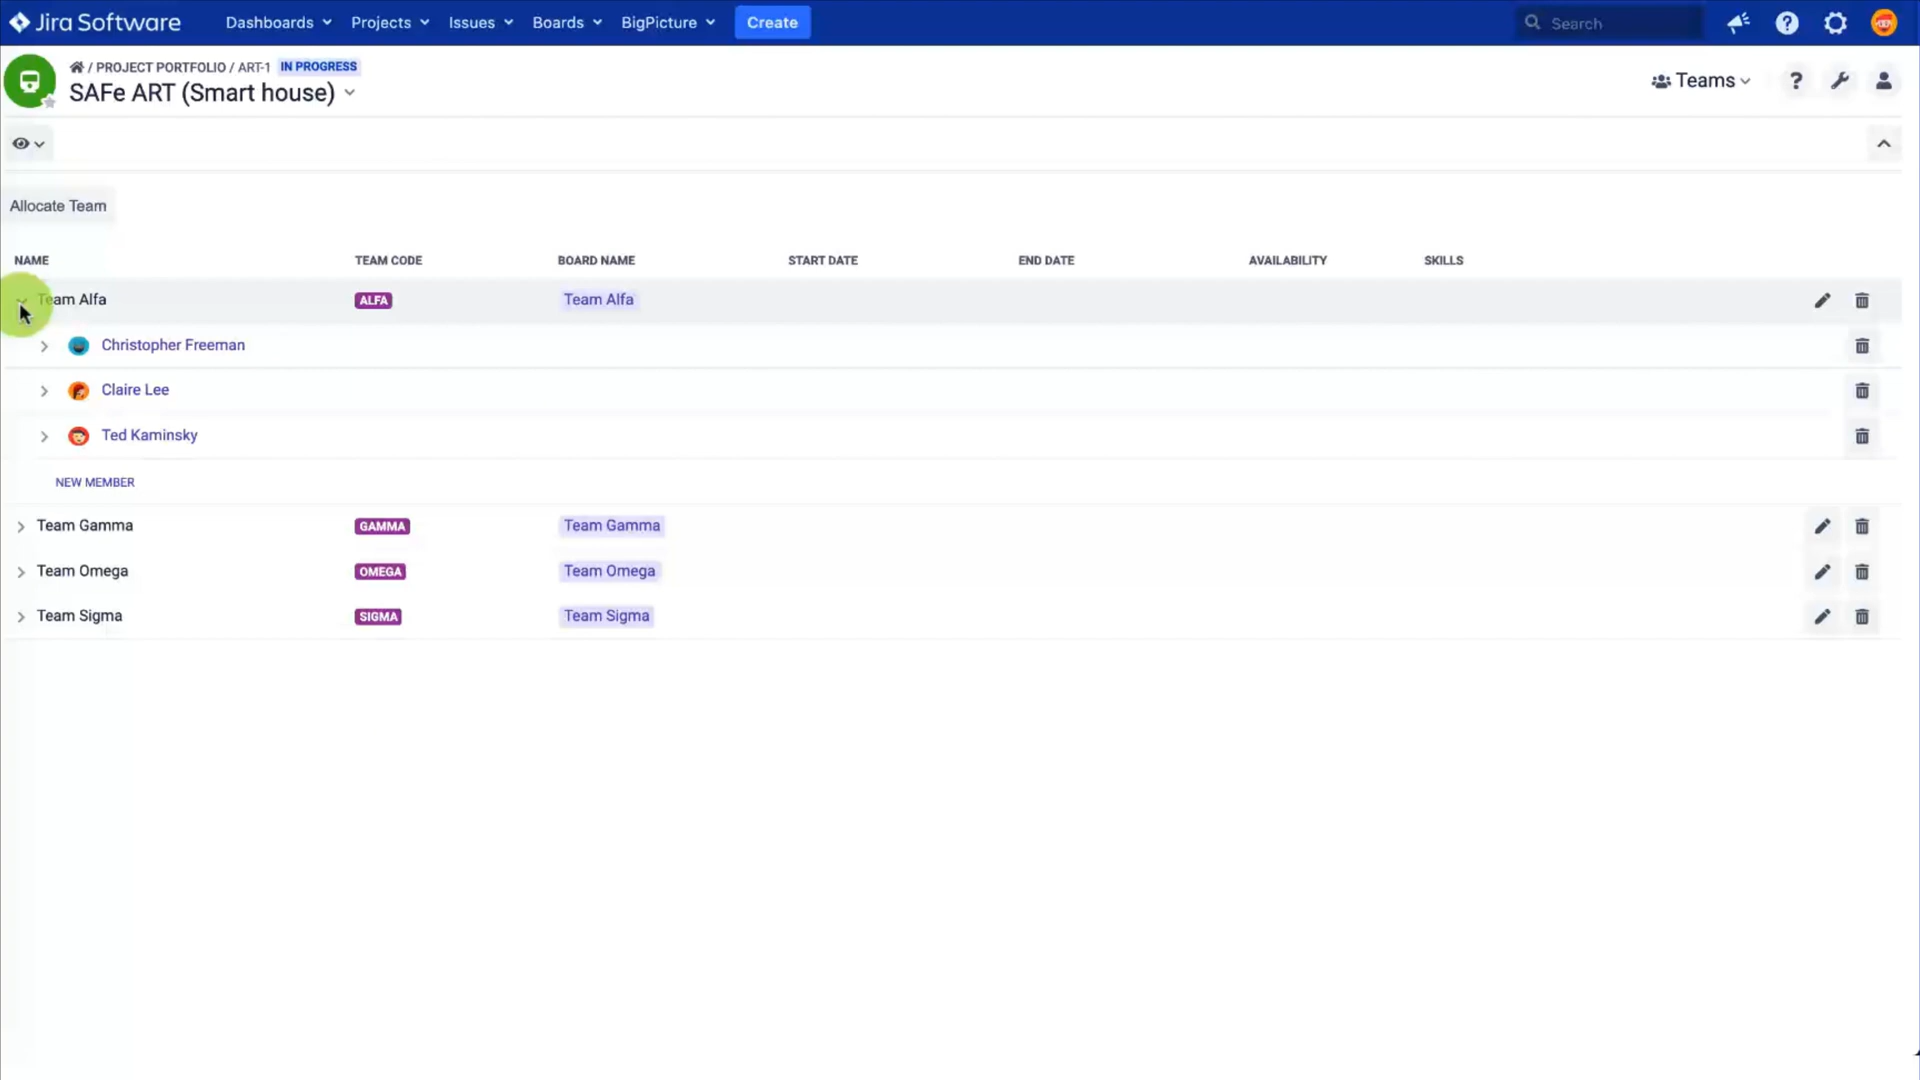 Jira Software Dashboards Projects Issues Boards BigPicture Create Search
/ PROJECT PORTFOLIO / ART-1 IN PROGRESS
SAFe ART (Smart house) Teams ?
Allocate Team
NAME TEAM CODE BOARD NAME START DATE END DATE AVAILABILITY SKILLS
Team Alfa ALFA Team Alfa
Christopher Freeman
Claire Lee
Ted Kaminsky
NEW MEMBER
Team Gamma GAMMA Team Gamma
Team Omega OMEGA Team Omega
Team Sigma SIGMA Team Sigma